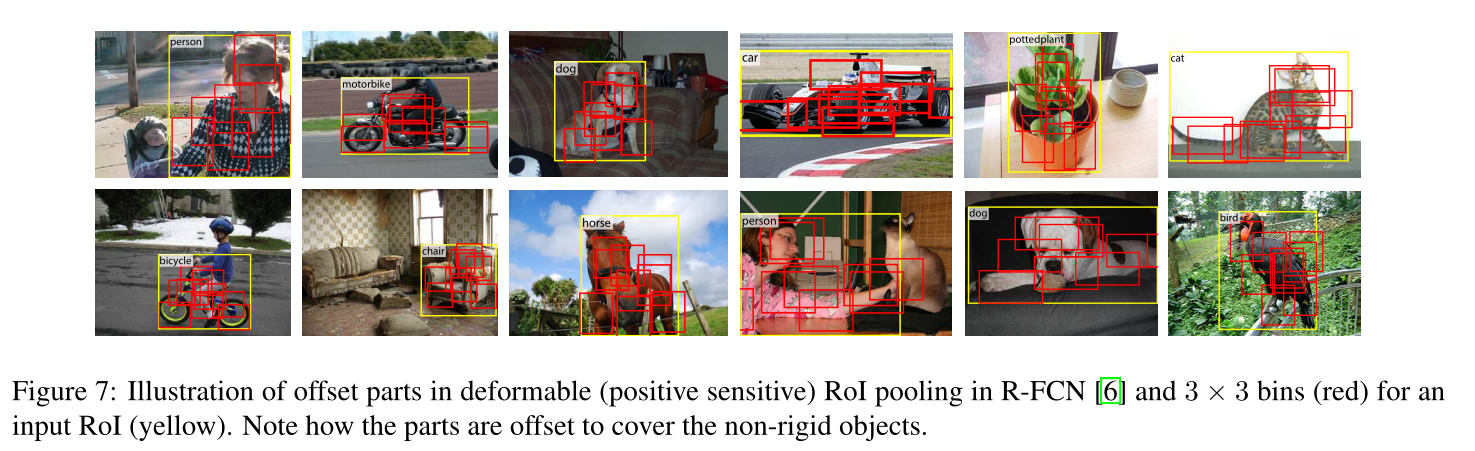 person
motorbike
dog
car
pottedplant
cat
bicycle
chair
horse
person
dog
bird
Figure 7: Illustration of offset parts in deformable (positive sensitive) RoI pooling in R-FCN [6] and 3 × 3 bins (red) for an
input RoI (yellow). Note how the parts are offset to cover the non-rigid objects.